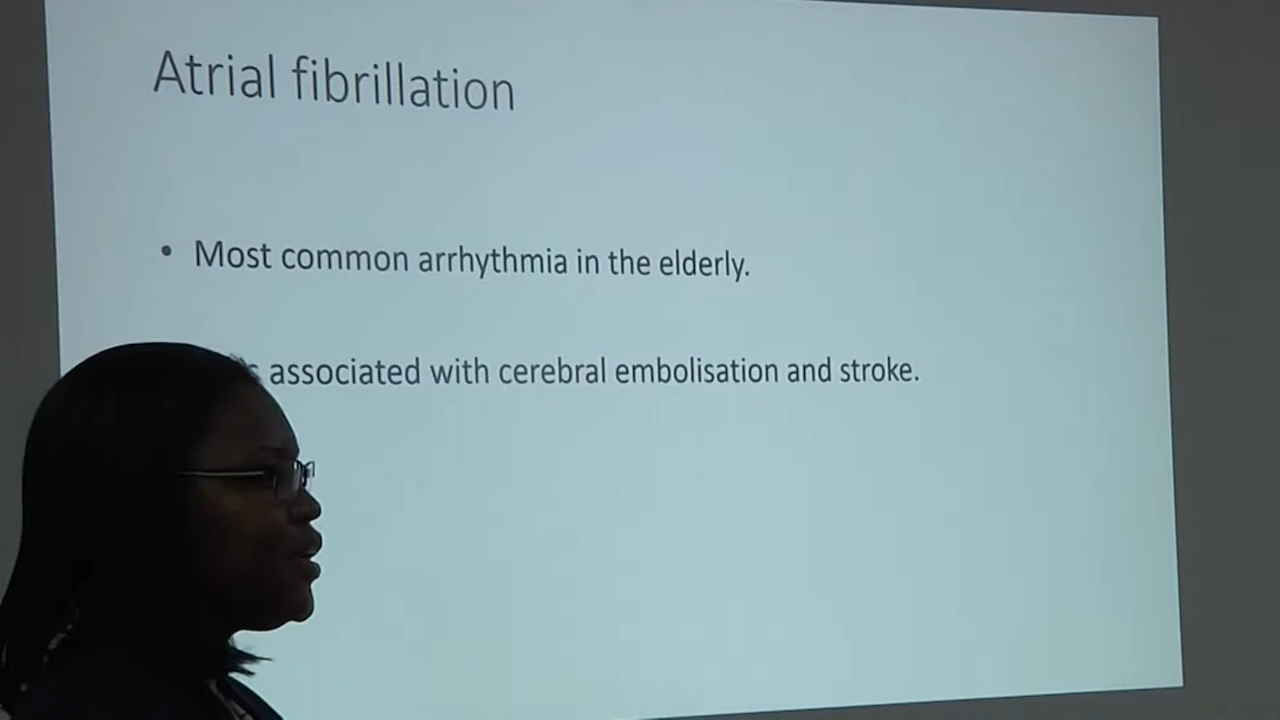 Atrial fibrillation
• Most common arrhythmia in the elderly.
associated with cerebral embolisation and stroke.